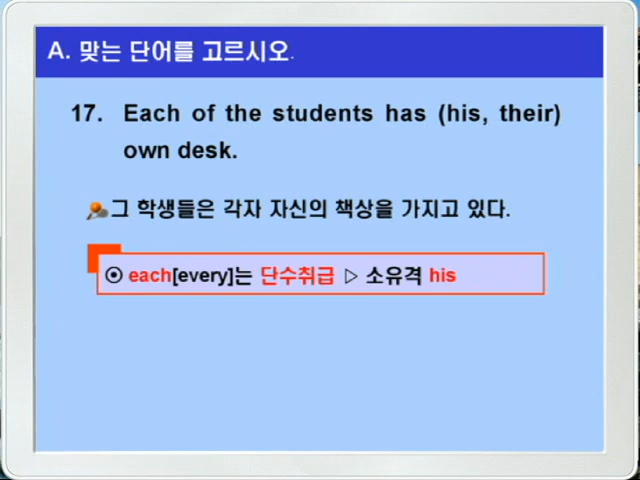 A. 맞는 단어를 고르시오.
17. Each of the students has (his, their)
own desk.
그 학생들은 각자 자신의 책상을 가지고 있다.
⊙ each[every]는 단수취급 ▷ 소유격 his